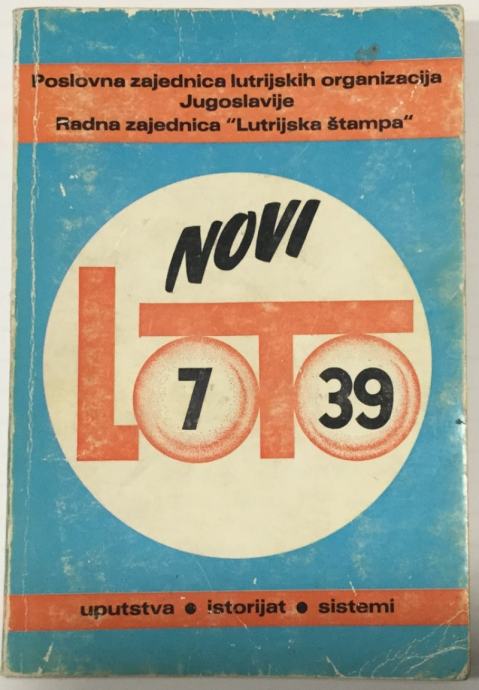 Poslovna zajednica lutrijskih organizacija
Jugoslavije
Radna zajednica "Lutrijska štampa"
NOVI
LOTO
7 39
uputstva ● istorijat ● sistemi